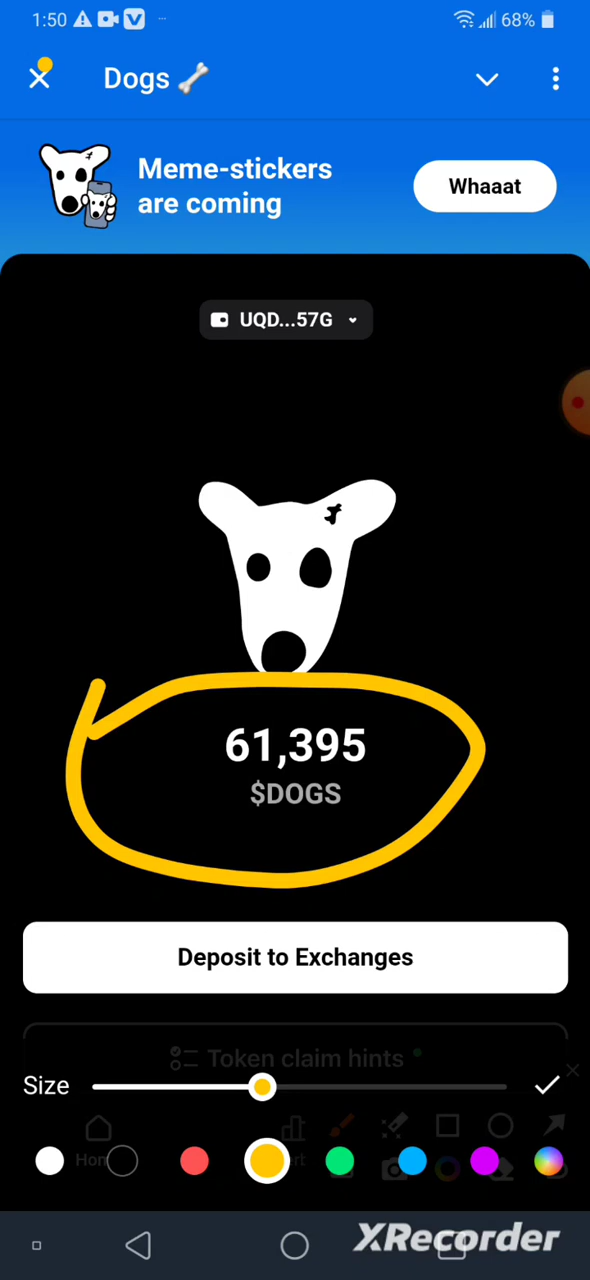 1:50
68%
Dogs 🦴
Meme-stickers
are coming
Whaaat
UQD...57G
61,395
$DOGS
Deposit to Exchanges
Token claim hints
Size
XRecorder